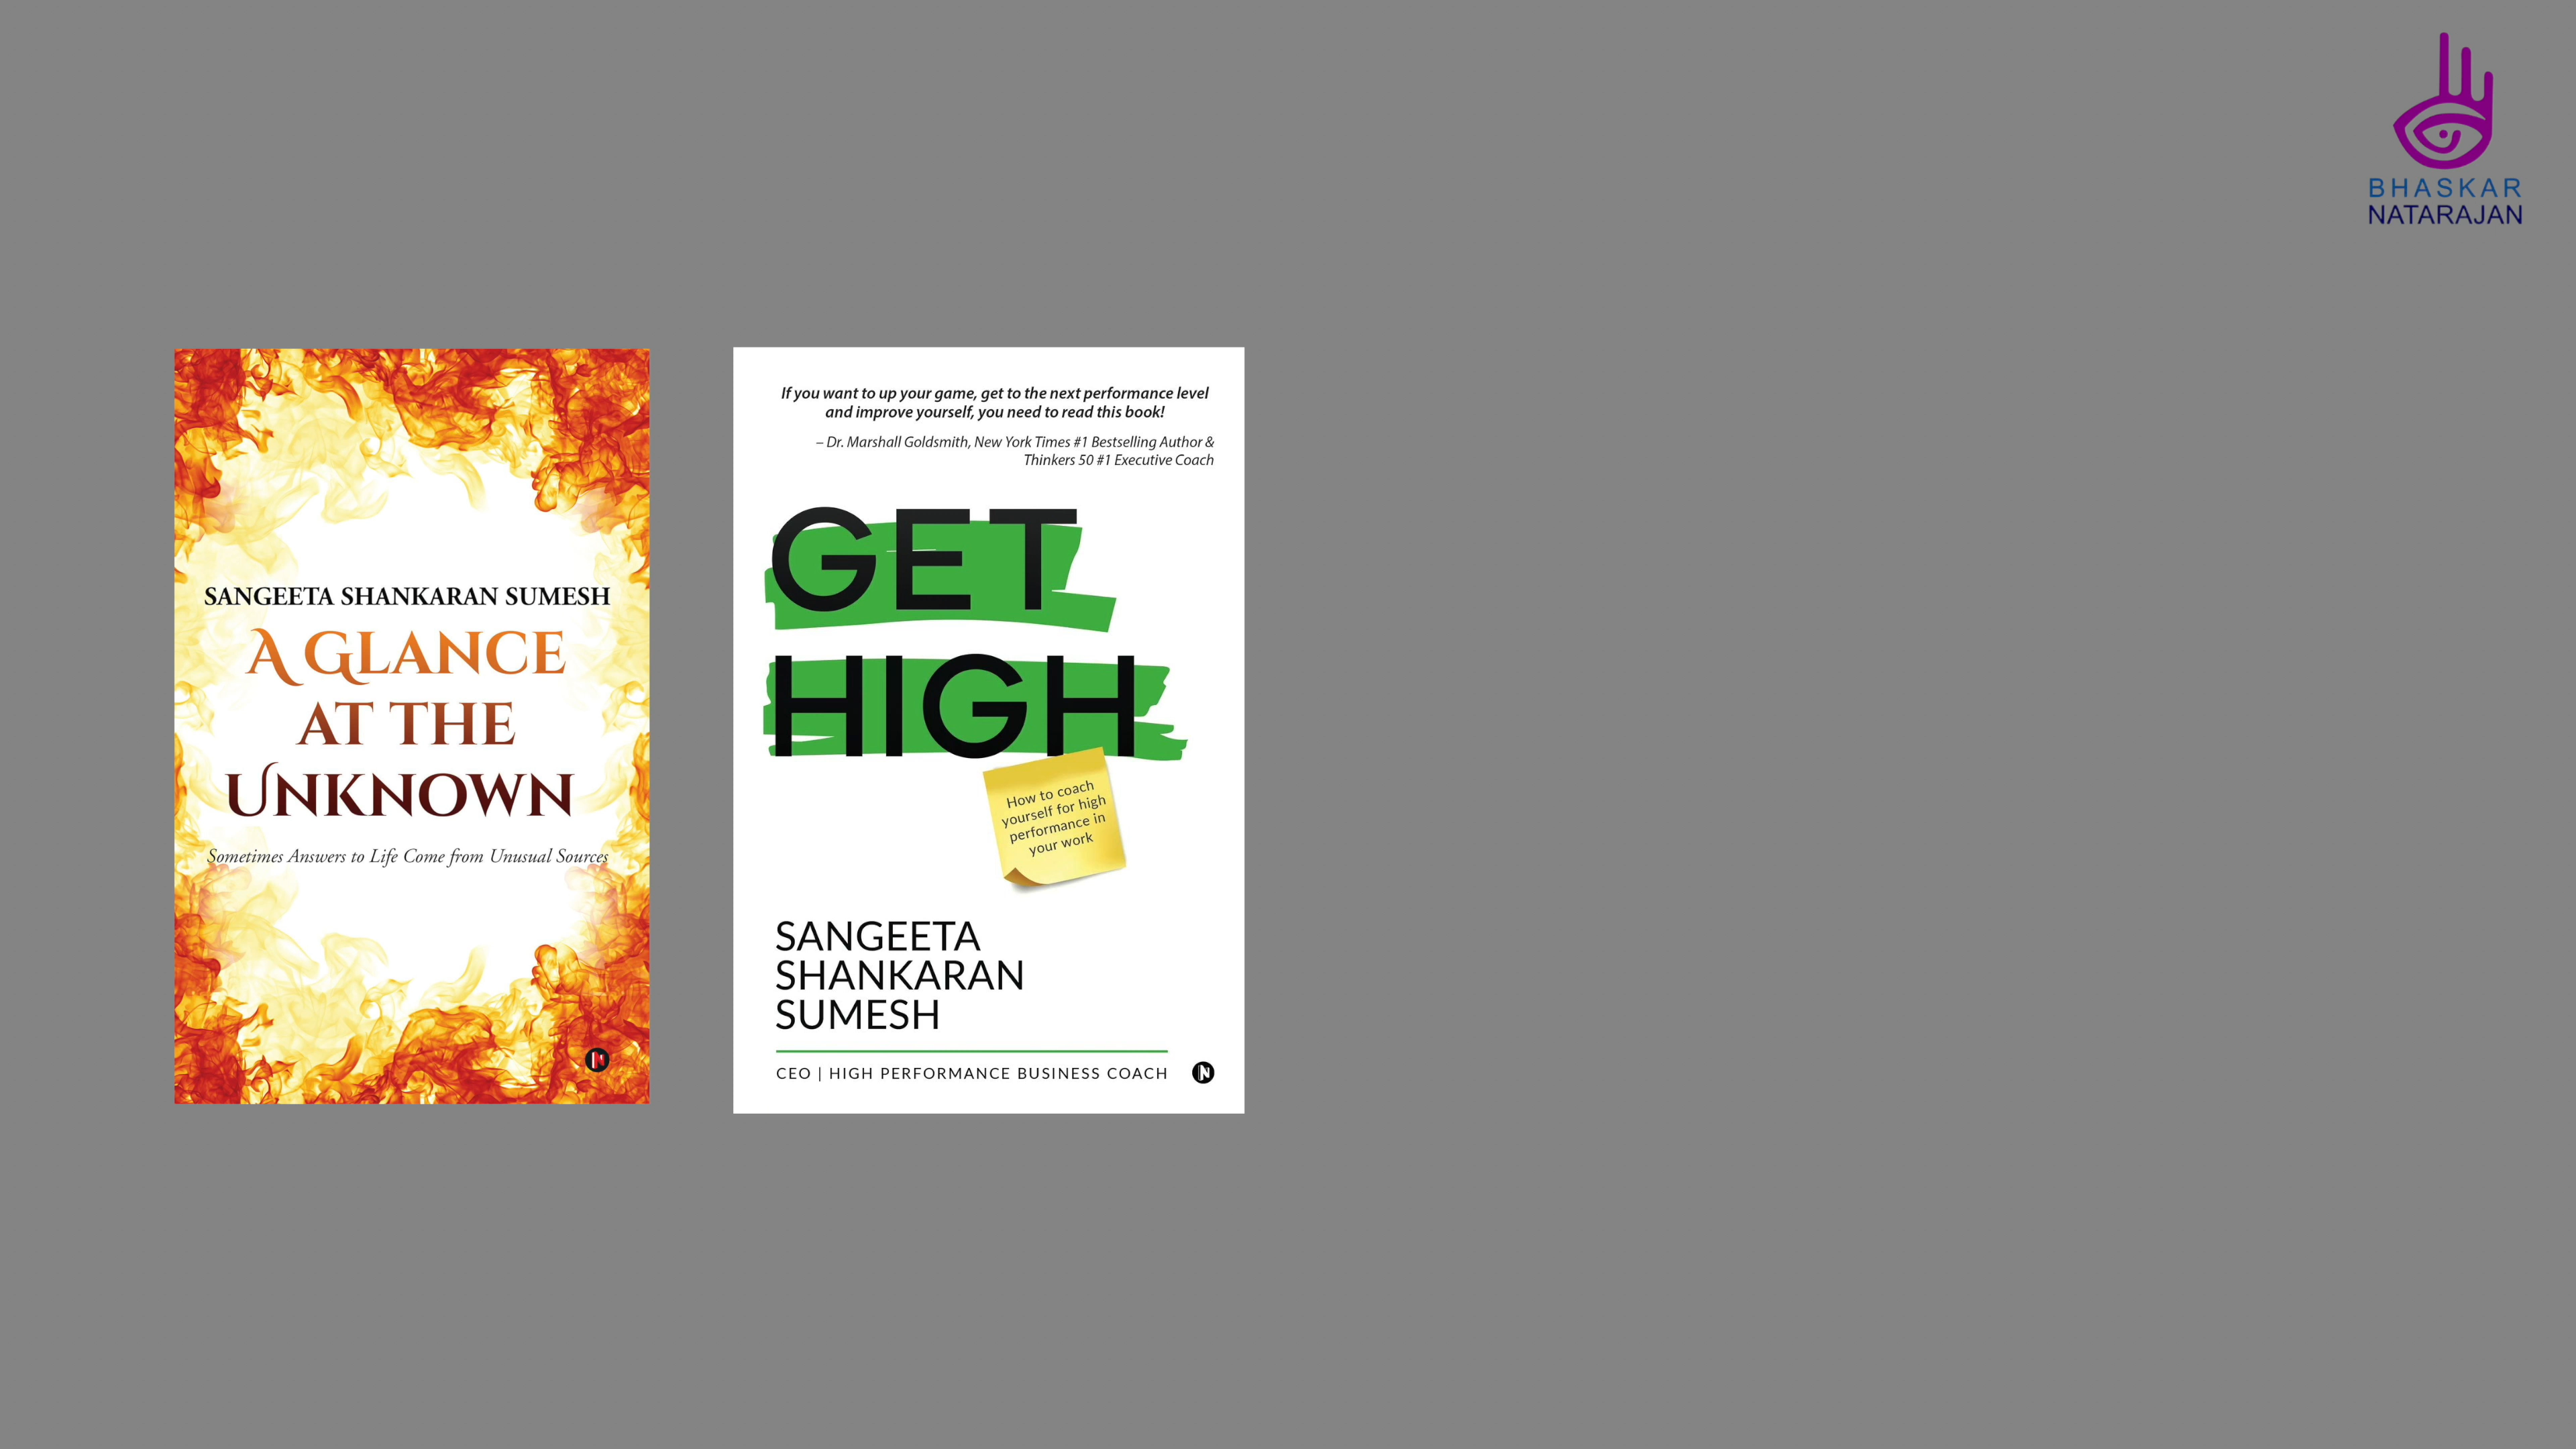 BHASKAR
NATARAJAN
SANGEETA SHANKARAN SUMESH
A GLANCE
AT THE
UNKNOWN
Sometimes Answers to Life Come from Unusual Sources
N
If you want to up your game, get to the next performance level
and improve yourself, you need to read this book!
– Dr. Marshall Goldsmith, New York Times #1 Bestselling Author &
Thinkers 50 #1 Executive Coach
GET
HIGH
How to coach
yourself for high
performance in
your work
SANGEETA
SHANKARAN
SUMESH
CEO | HIGH PERFORMANCE BUSINESS COACH
N